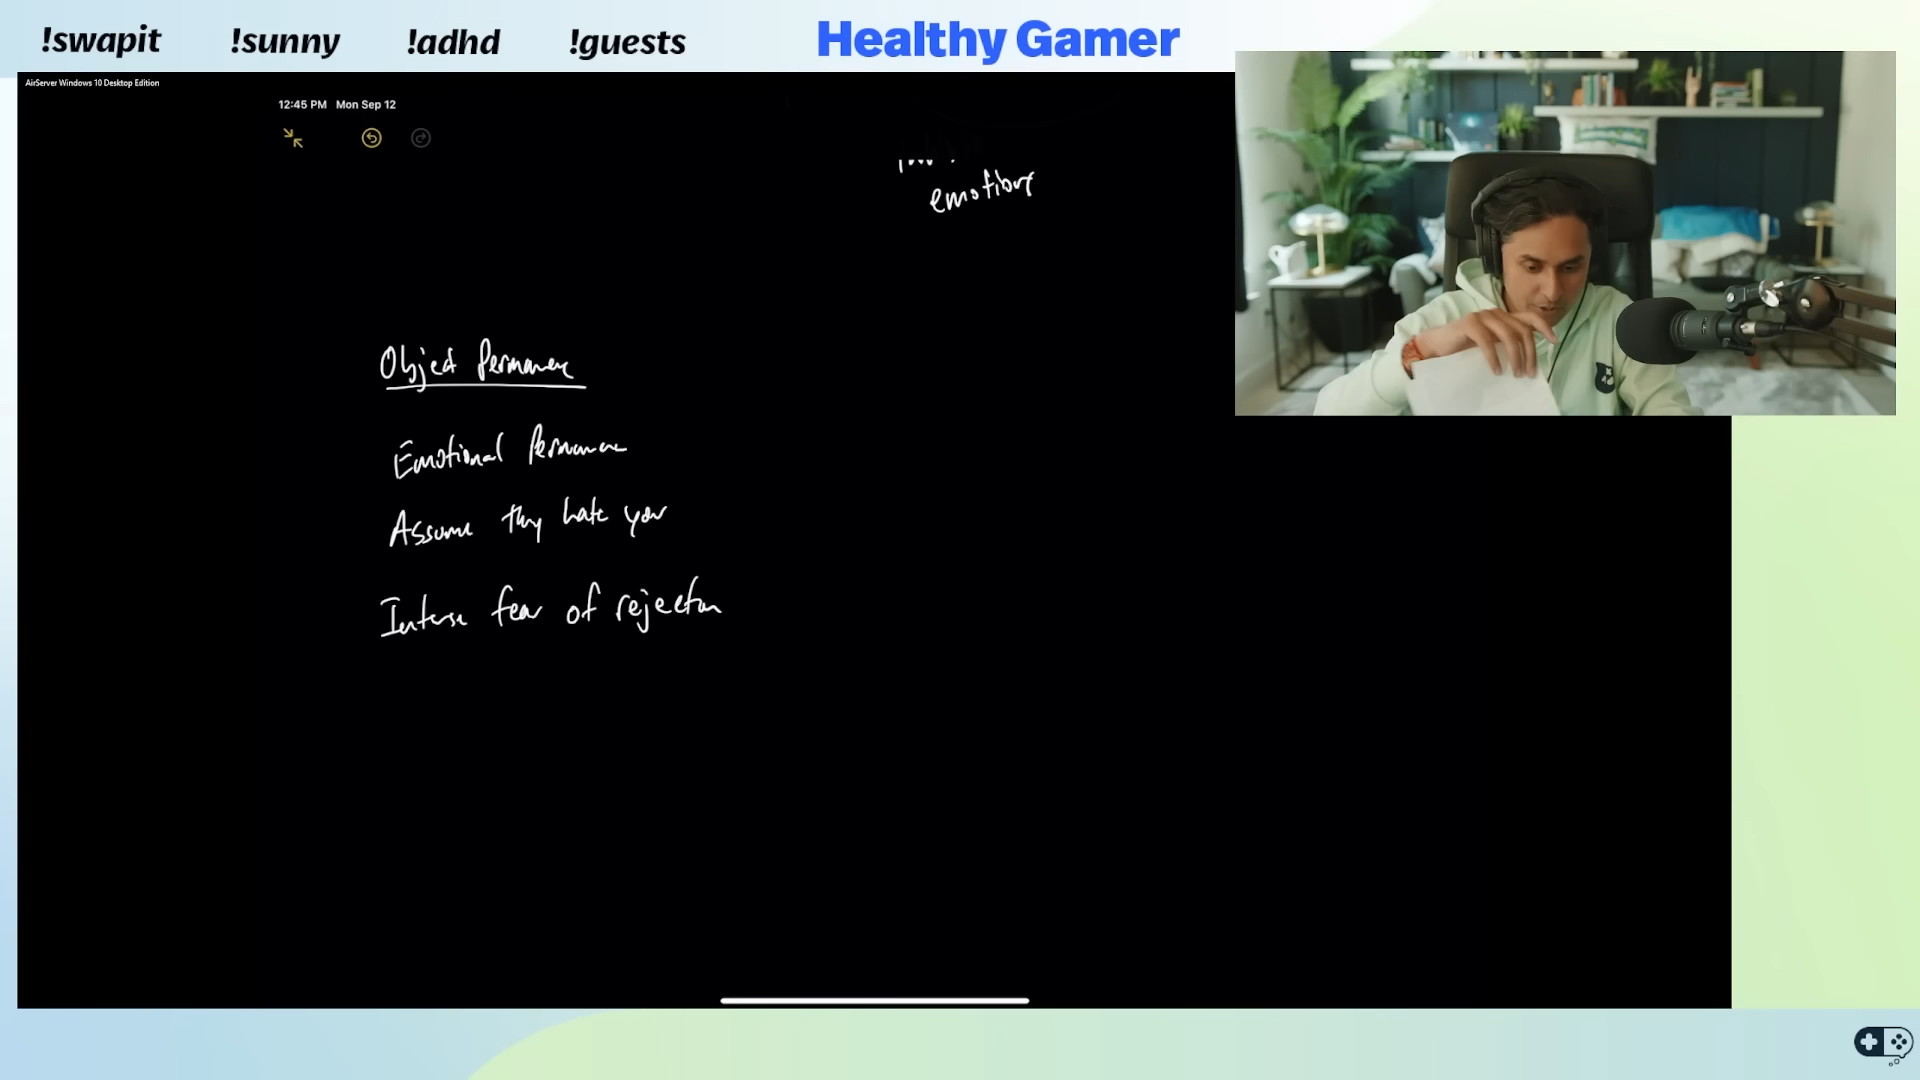 !swapit !sunny !adhd !guests Healthy Gamer
AirServer Windows 10 Desktop Edition
12:45 PM Mon Sep 12
emotions
Object Permanence
Emotional Permanence
Assume they hate you
Intense fear of rejection